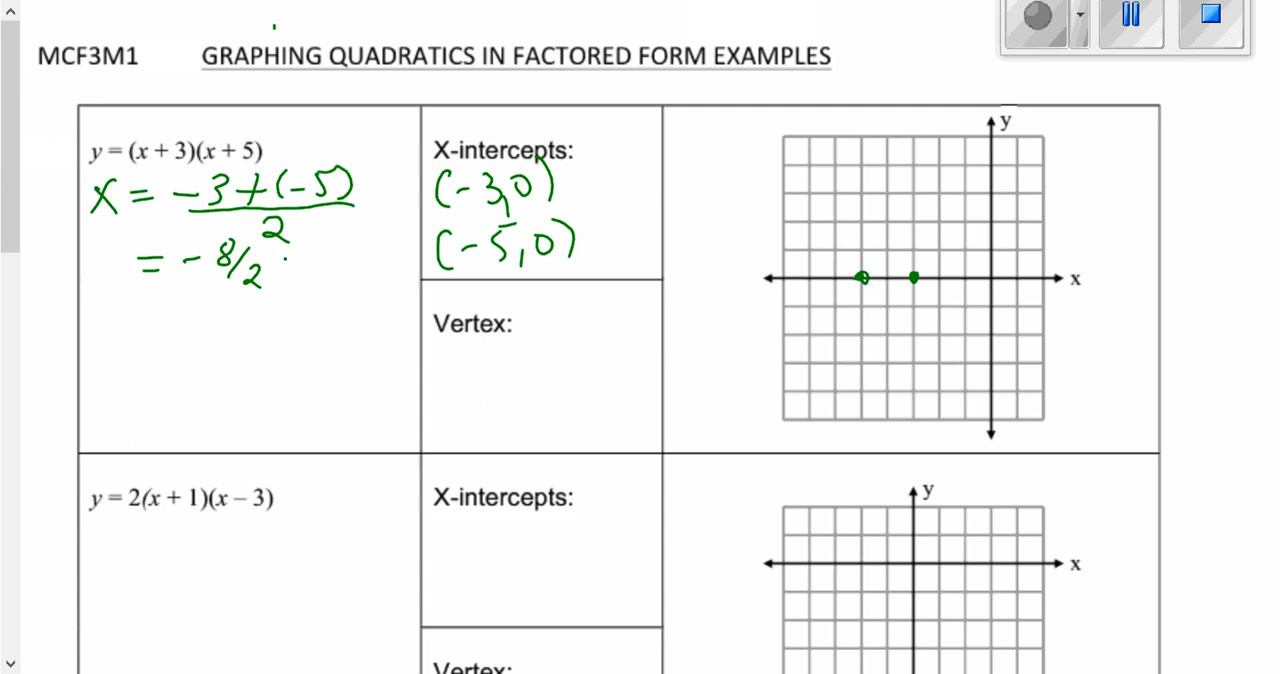 MCF3M1 GRAPHING QUADRATICS IN FACTORED FORM EXAMPLES
y = (x + 3)(x + 5)
x = -3 + (-5)
2
= -8/2
X-intercepts:
(-3,0)
(-5,0)
Vertex:
y
x
y = 2(x + 1)(x – 3)
X-intercepts:
Vertex:
y
x